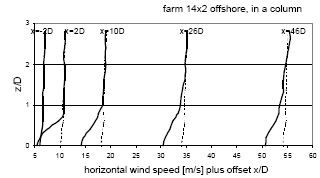 farm 14x2 offshore, in a column
x=-2D x=2D x=10D x=26D x=46D
3
2
1
0
z/D
5 10 15 20 25 30 35 40 45 50 55 60
horizontal wind speed [m/s] plus offset x/D